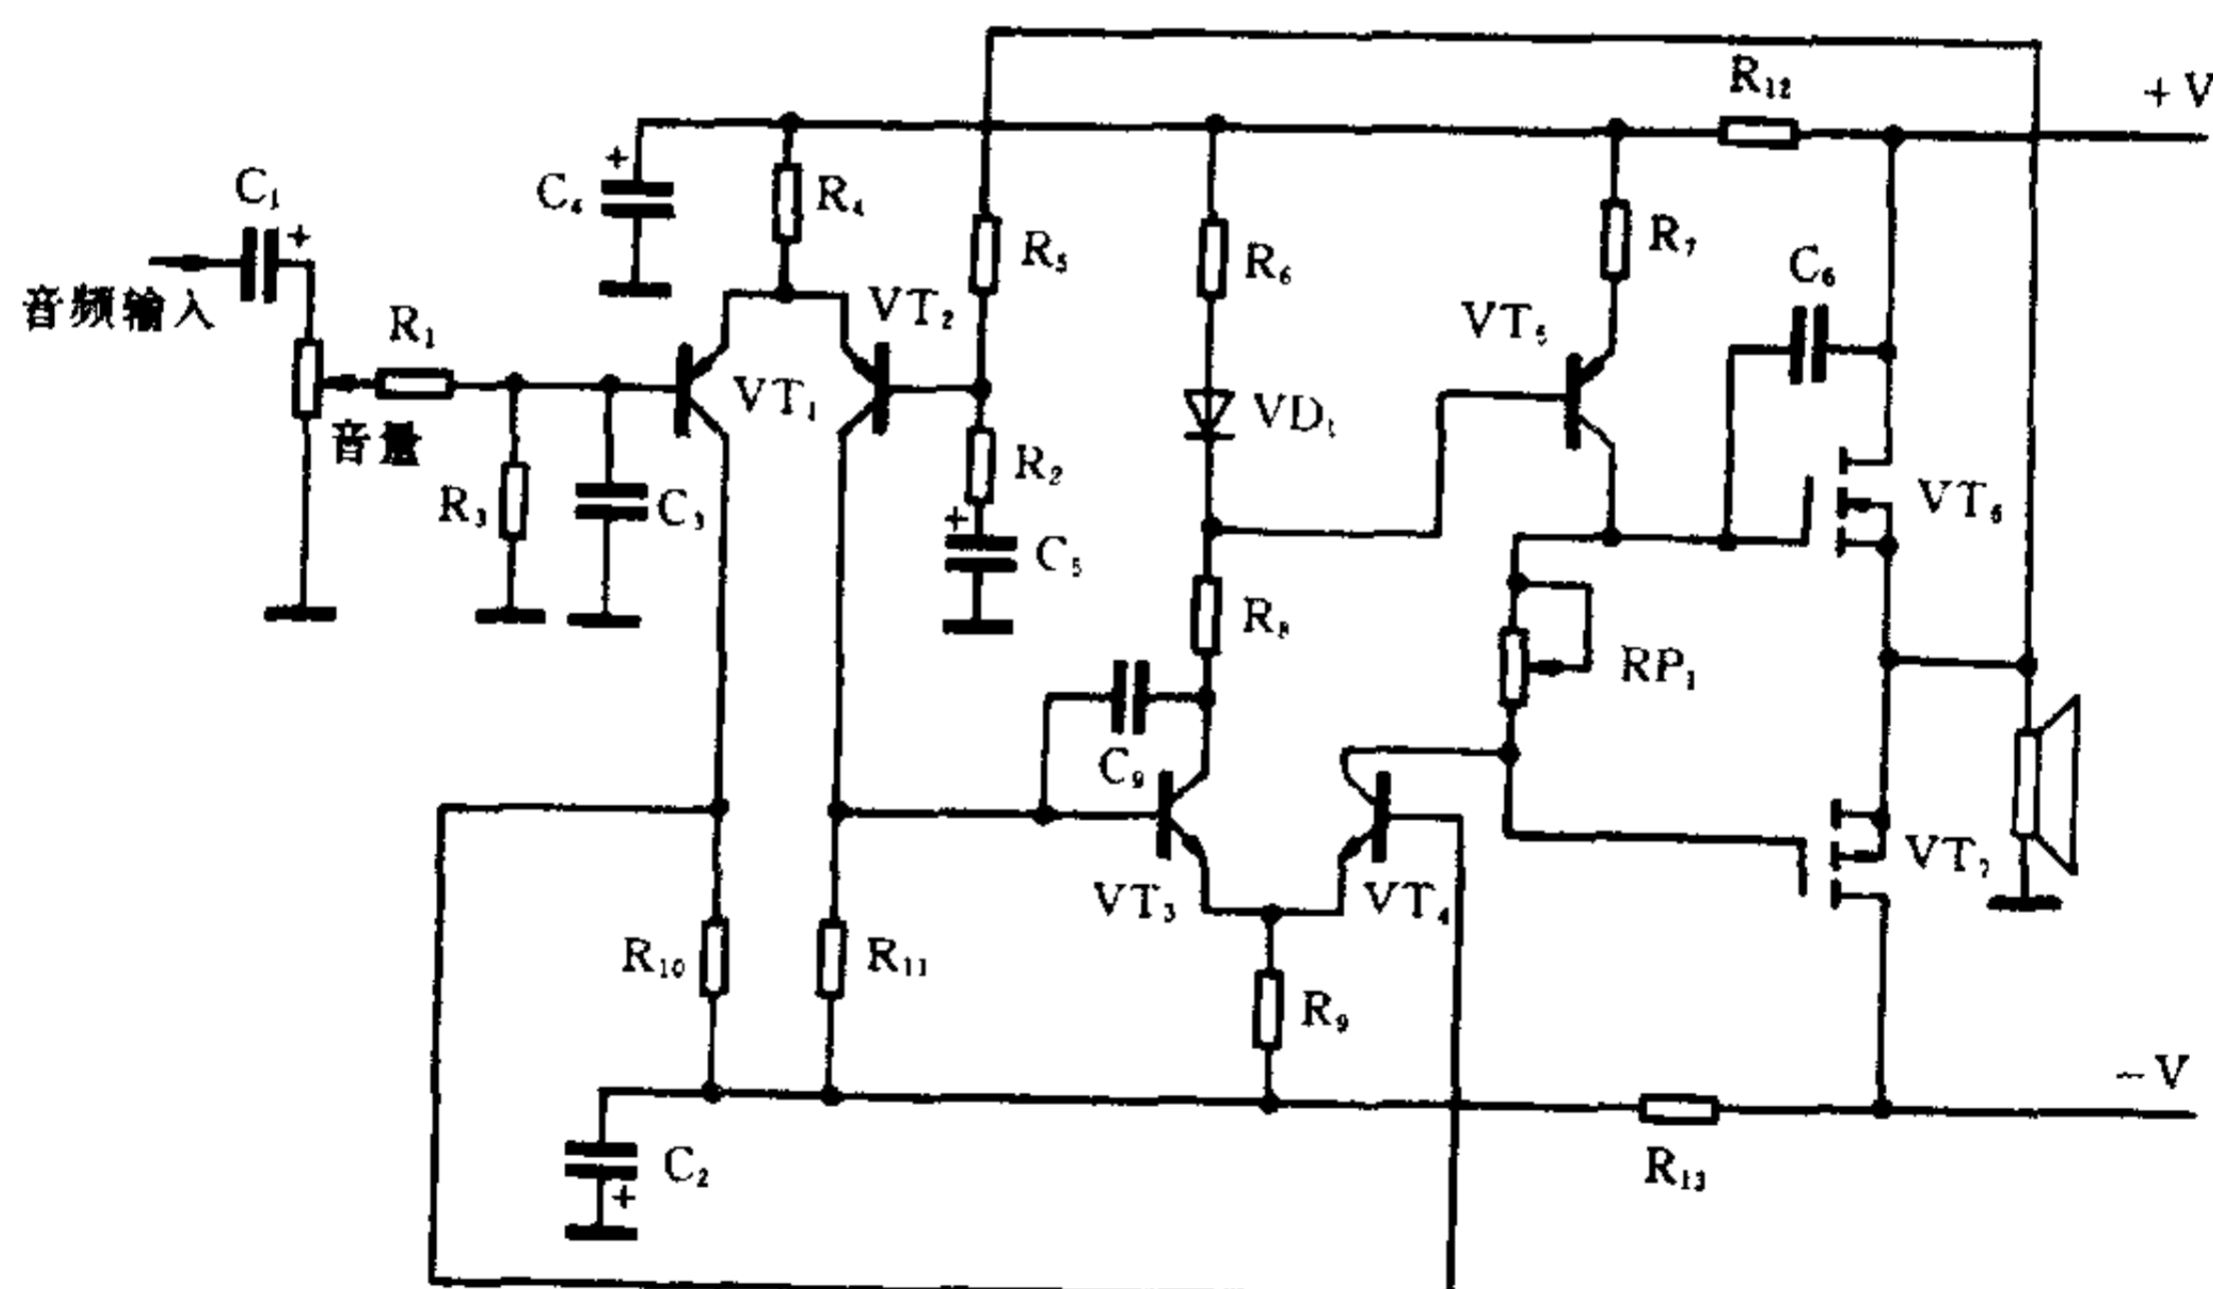 R₁₂
+V
C₁
+
C₄
+
R₄
R₅
R₆
R₇
C₆
音频输入
R₁
VT₂
VT₅
VT₁
VD₁
音量
R₂
R₃
C₃
+
C₅
VT₆
R₈
RP₁
C₉
VT₃
VT₄
VT₇
R₁₀
R₁₁
R₉
-V
C₂
+
R₁₃